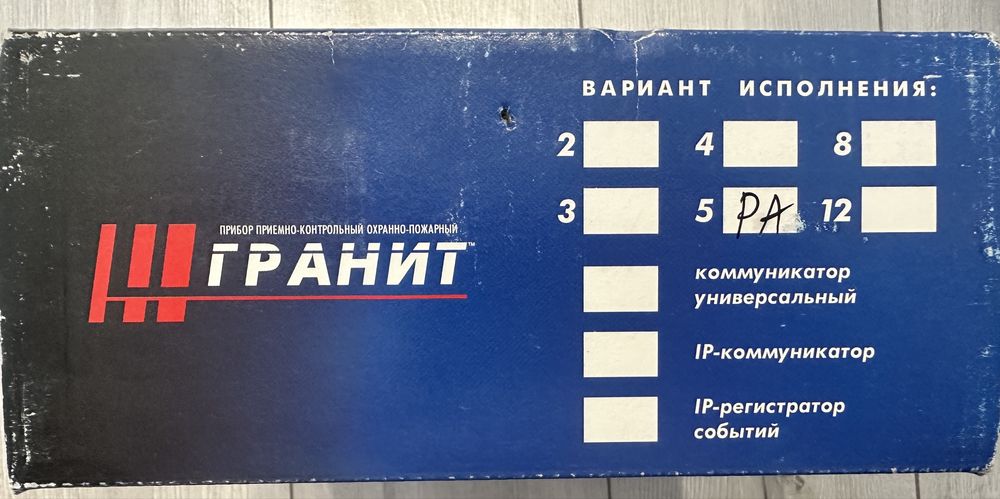 ВАРИАНТ ИСПОЛНЕНИЯ:
2 4 8
3 5 РА 12
ПРИБОР ПРИЕМНО-КОНТРОЛЬНЫЙ ОХРАННО-ПОЖАРНЫЙ
ГРАНИТ™
коммуникатор
универсальный
IP-коммуникатор
IP-регистратор
событий